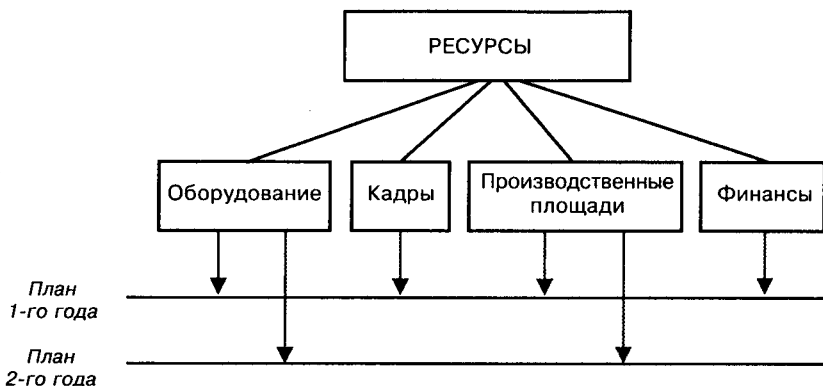 РЕСУРСЫ
Оборудование
Кадры
Производственные
площади
Финансы
План
1-го года
План
2-го года